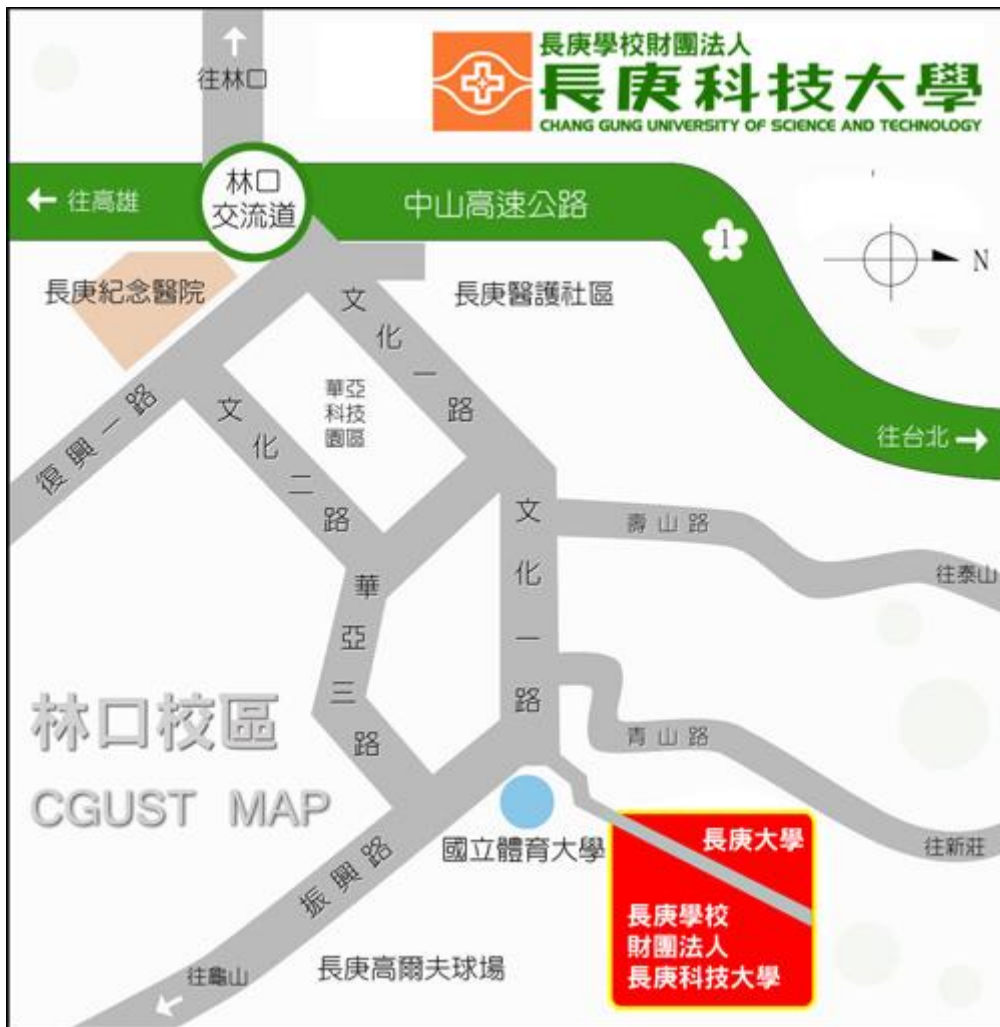 長庚學校財團法人
長庚科技大學
CHANG GUNG UNIVERSITY OF SCIENCE AND TECHNOLOGY
往林口
林口
交流道
往高雄
中山高速公路
1
N
長庚紀念醫院
長庚醫護社區
文化一路
華亞
科技
園區
復興一路
文化二路
往台北
文化一路
壽山路
往泰山
華亞三路
林口校區
CGUST MAP
青山路
國立體育大學
長庚大學
往新莊
振興路
長庚學校
財團法人
長庚科技大學
往龜山
長庚高爾夫球場